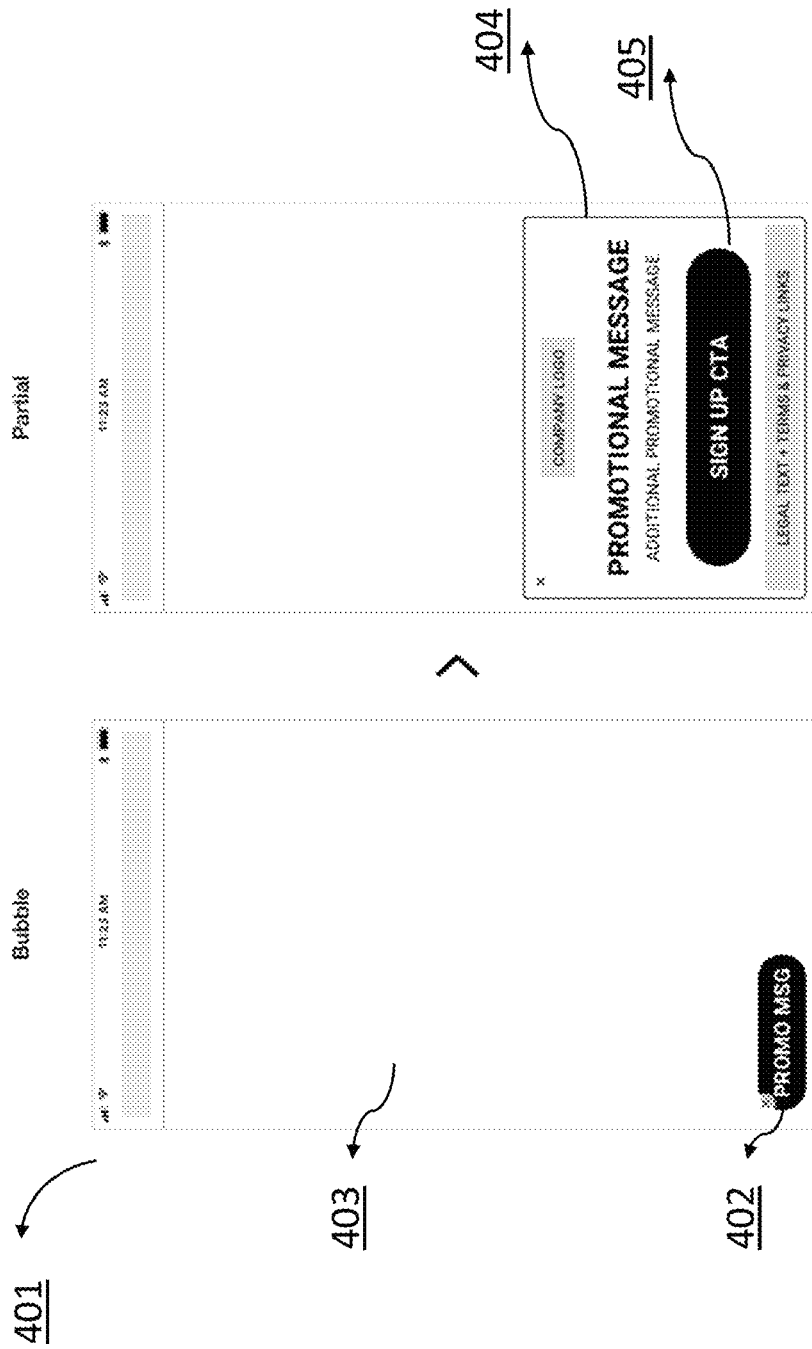 401
Bubble
11:23 AM
403
PROMO MSG
402
Partial
11:23 AM
404
COMPANY LOGO
PROMOTIONAL MESSAGE
ADDITIONAL PROMOTIONAL MESSAGE
SIGN UP CTA
405
LEGAL TEXT + TERMS & PRIVACY LINKS